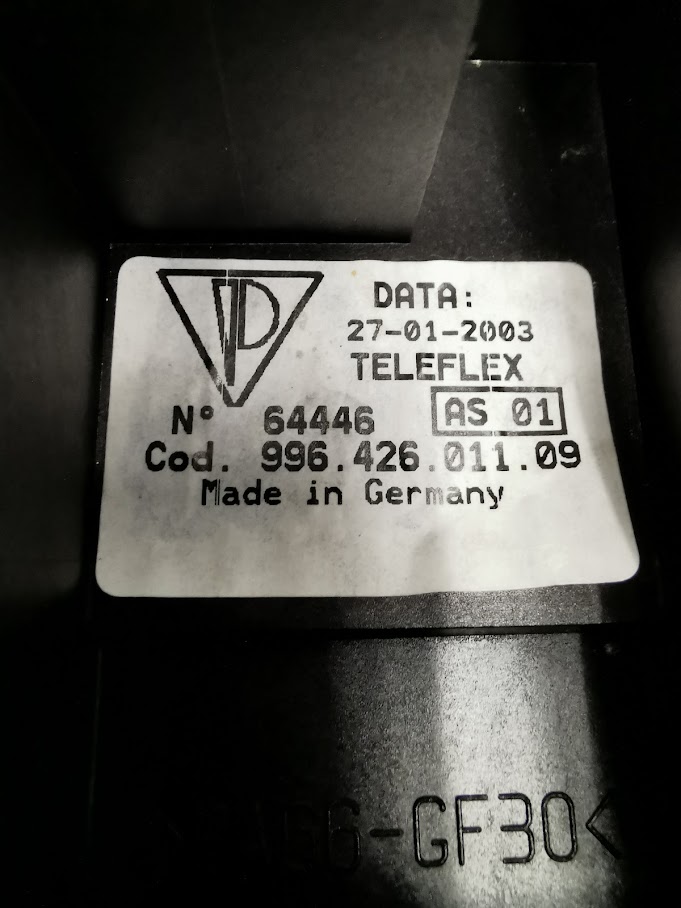 DATA:
27-01-2003
TELEFLEX
N° 64446 AS 01
Cod. 996.426.011.09
Made in Germany
-GF30<